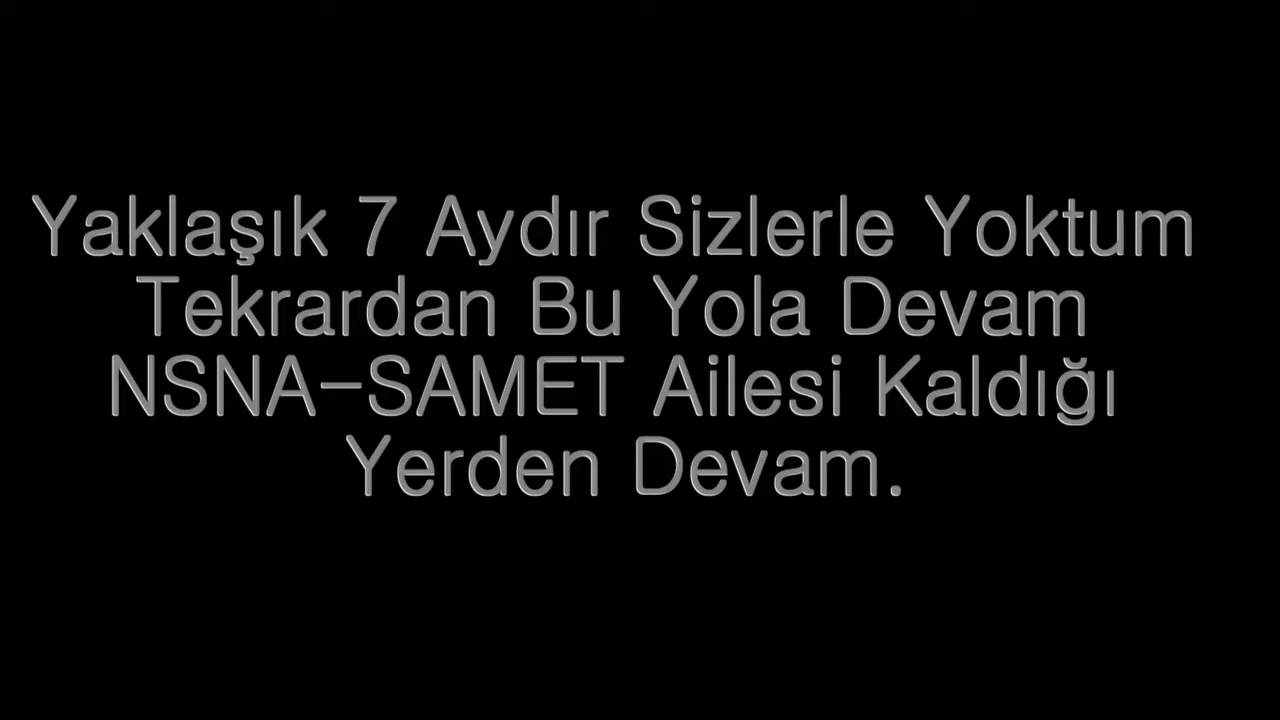 Yaklaşık 7 Aydır Sizlerle Yoktum
Tekrardan Bu Yola Devam
NSNA-SAMET Ailesi Kaldığı
Yerden Devam.